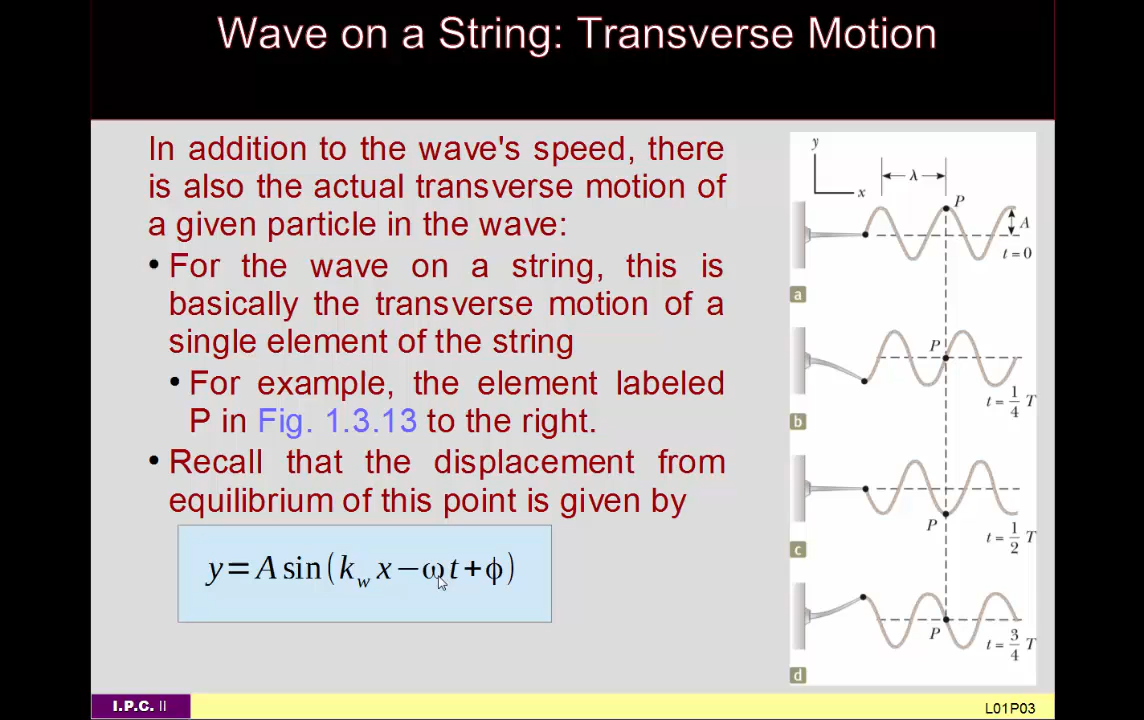 Wave on a String: Transverse Motion
In addition to the wave's speed, there
is also the actual transverse motion of
a given particle in the wave:
• For the wave on a string, this is
basically the transverse motion of a
single element of the string
• For example, the element labeled
P in Fig. 1.3.13 to the right.
• Recall that the displacement from
equilibrium of this point is given by
y = A sin(k_w x − ω t + ϕ)
y
x
λ
P
A
t = 0
a
P
t = 1/4 T
b
P
t = 1/2 T
c
P
t = 3/4 T
d
I.P.C. II
L01P03